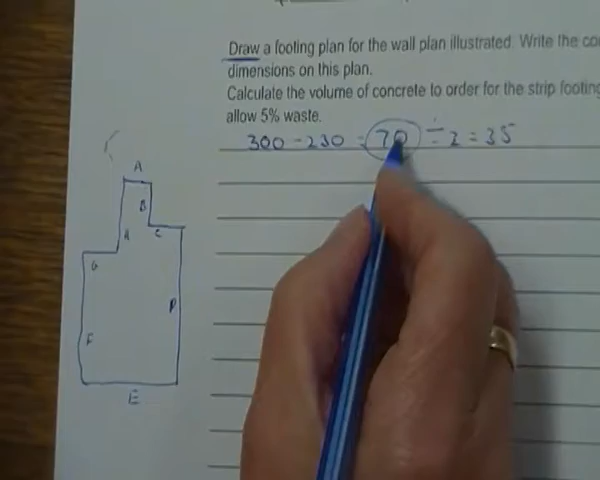 Draw a footing plan for the wall plan illustrated. Write the
dimensions on this plan.
Calculate the volume of concrete to order for the strip footing
allow 5% waste.
300 - 230 = 70 ÷ 2 = 35
A
B
A C
G
D
F
E